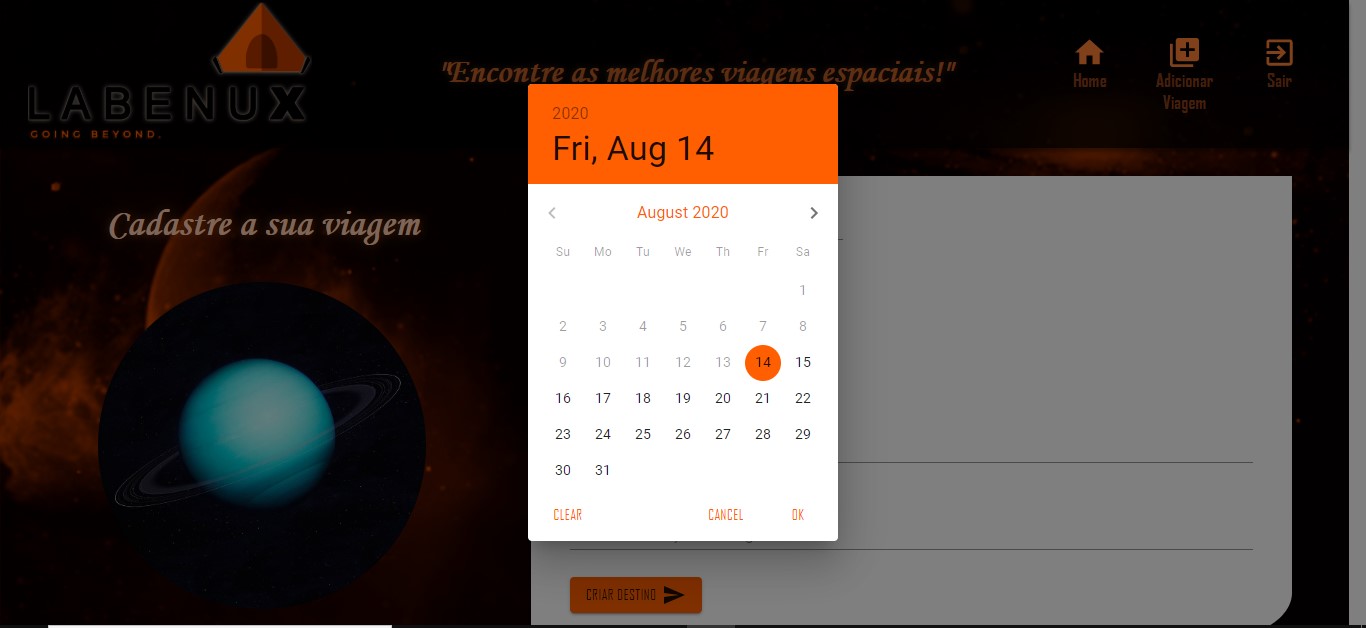 LABENUX
GOING BEYOND.
"Encontre as melhores viagens espaciais!"
Home
Adicionar
Viagem
Sair
Cadastre a sua viagem
2020
Fri, Aug 14
August 2020
Su Mo Tu We Th Fr Sa
1
2 3 4 5 6 7 8
9 10 11 12 13 14 15
16 17 18 19 20 21 22
23 24 25 26 27 28 29
30 31
CLEAR CANCEL OK
CRIAR DESTINO